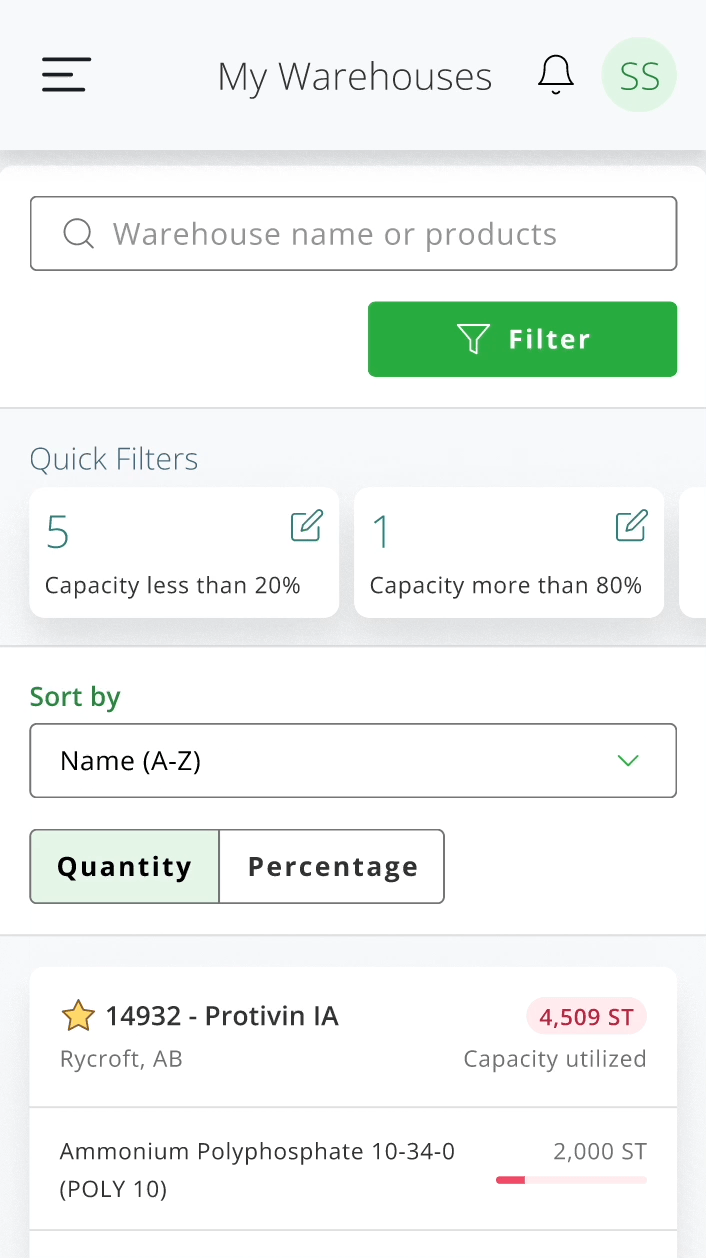 My Warehouses
SS
Warehouse name or products
Filter
Quick Filters
5
Capacity less than 20%
1
Capacity more than 80%
Sort by
Name (A-Z)
Quantity
Percentage
14932 - Protivin IA
4,509 ST
Rycroft, AB
Capacity utilized
Ammonium Polyphosphate 10-34-0
(POLY 10)
2,000 ST